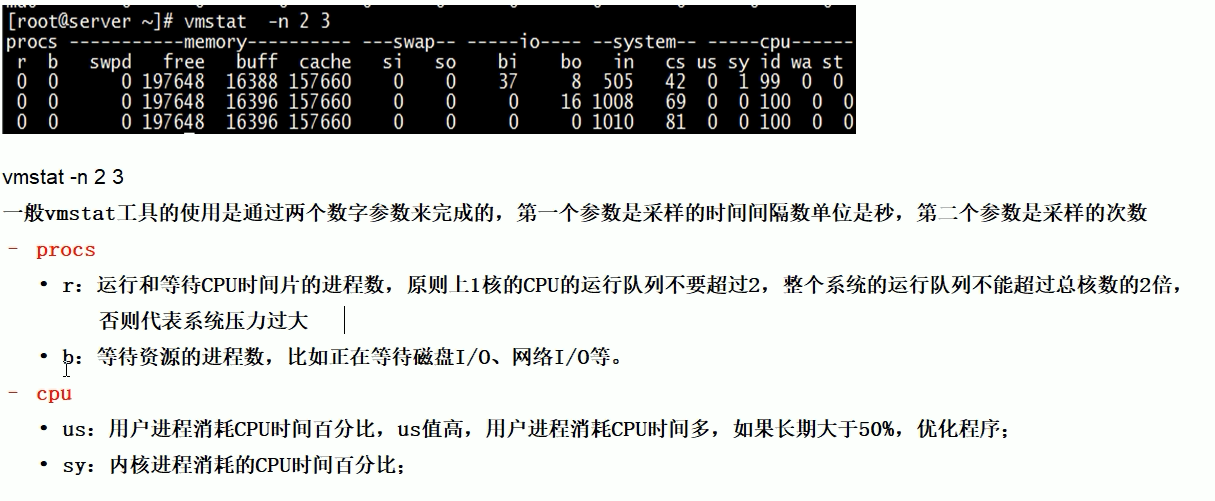 [root@server ~]# vmstat  -n 2 3
procs -----------memory---------- ---swap-- -----io---- --system-- -----cpu------
 r  b   swpd   free   buff  cache   si   so    bi    bo   in   cs us sy id wa st
 0  0      0 197648  16388 157660    0    0    37     8  505   42  0  1 99  0  0
 0  0      0 197648  16396 157660    0    0     0    16 1008   69  0  0 100  0  0
 0  0      0 197648  16396 157660    0    0     0     0 1010   81  0  0 100  0  0
vmstat -n 2 3
一般vmstat工具的使用是通过两个数字参数来完成的，第一个参数是采样的时间间隔数单位是秒，第二个参数是采样的次数
- procs
• r：运行和等待CPU时间片的进程数，原则上1核的CPU的运行队列不要超过2，整个系统的运行队列不能超过总核数的2倍，
否则代表系统压力过大
• b：等待资源的进程数，比如正在等待磁盘I/O、网络I/O等。
- cpu
• us：用户进程消耗CPU时间百分比，us值高，用户进程消耗CPU时间多，如果长期大于50%，优化程序；
• sy：内核进程消耗的CPU时间百分比；